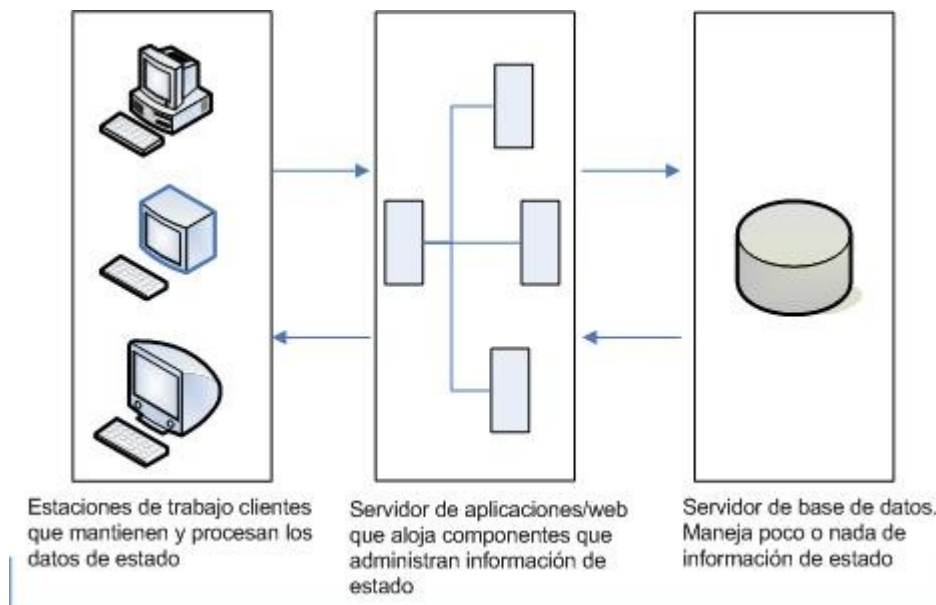 Estaciones de trabajo clientes
que mantienen y procesan los
datos de estado
Servidor de aplicaciones/web
que aloja componentes que
administran información de
estado
Servidor de base de datos.
Maneja poco o nada de
información de estado